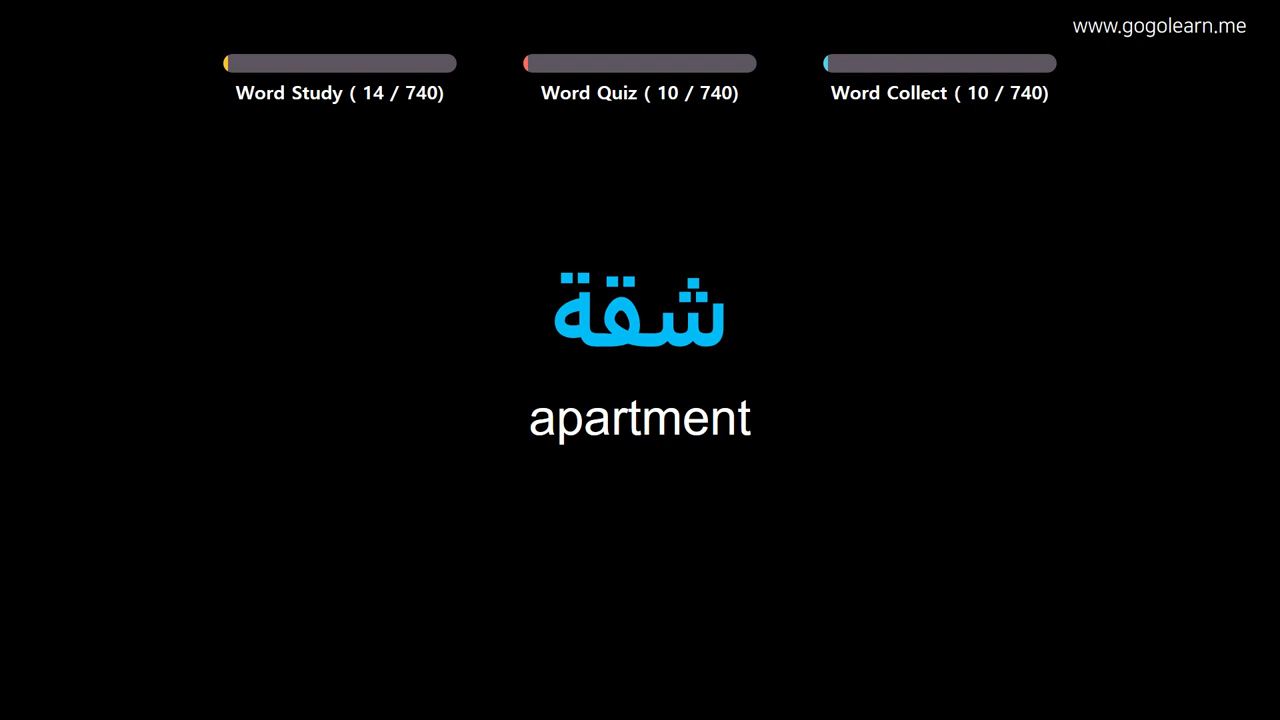 www.gogolearn.me
Word Study ( 14 / 740)
Word Quiz ( 10 / 740)
Word Collect ( 10 / 740)
شقة
apartment